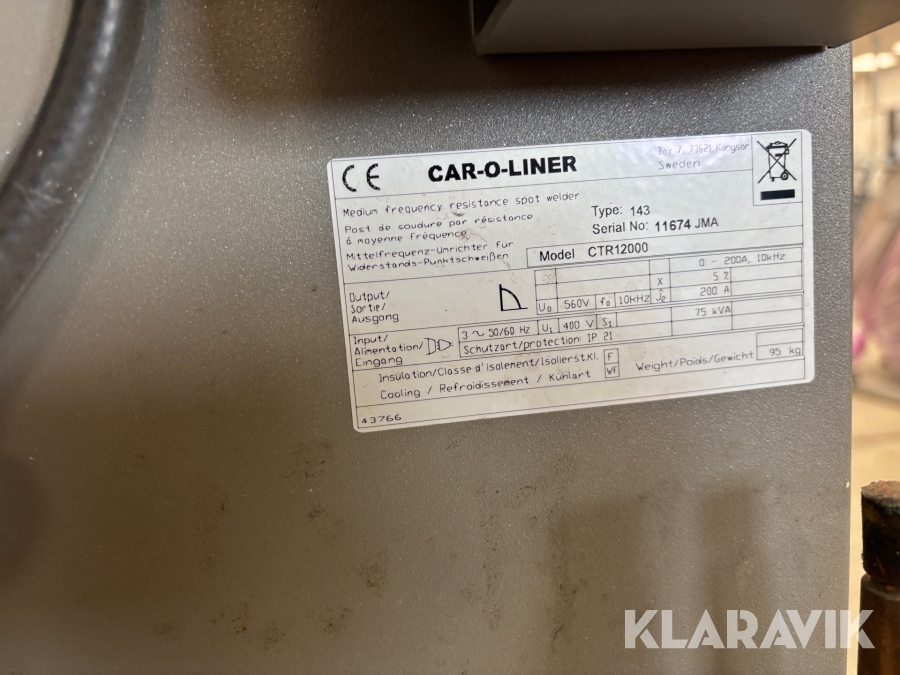 CE CAR-O-LINER Box 7, 73621 Kungsör
Sweden
Medium frequency resistance spot welder
Post de soudure par résistance
à moyenne fréquence
Mittelfrequenz-Umrichter für
Widerstands-Punktschweißen
Type: 143
Serial No: 11674 JMA
Model CTR12000
0 - 200A, 10kHz
Output/
Sortie/
Ausgang
X 5 %
U₀ 560V f₀ 10kHZ Î₂ 200 A
Input/
Alimentation/
Eingang
3 ~ 50/60 Hz U₁ 400 V S₁ 75 kVA
Schutzart/protection: IP 21
Insulation/Classe d'isolement/Isolierst.Kl. F
Cooling / Refroidissement / Kühlart WF
Weight/Poids/Gewicht 95 kg
43766
KLARAVIK